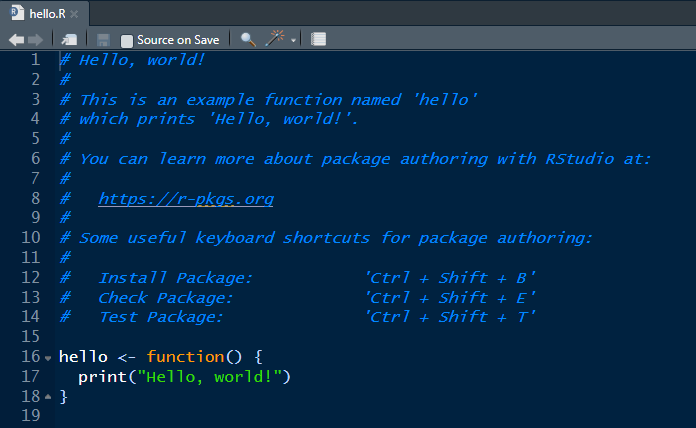 hello.R
Source on Save
1 # Hello, world!
2 #
3 # This is an example function named 'hello'
4 # which prints 'Hello, world!'.
5 #
6 # You can learn more about package authoring with RStudio at:
7 #
8 #   https://r-pkgs.org
9 #
10 # Some useful keyboard shortcuts for package authoring:
11 #
12 #   Install Package:           'Ctrl + Shift + B'
13 #   Check Package:             'Ctrl + Shift + E'
14 #   Test Package:              'Ctrl + Shift + T'
15
16 hello <- function() {
17   print("Hello, world!")
18 }
19